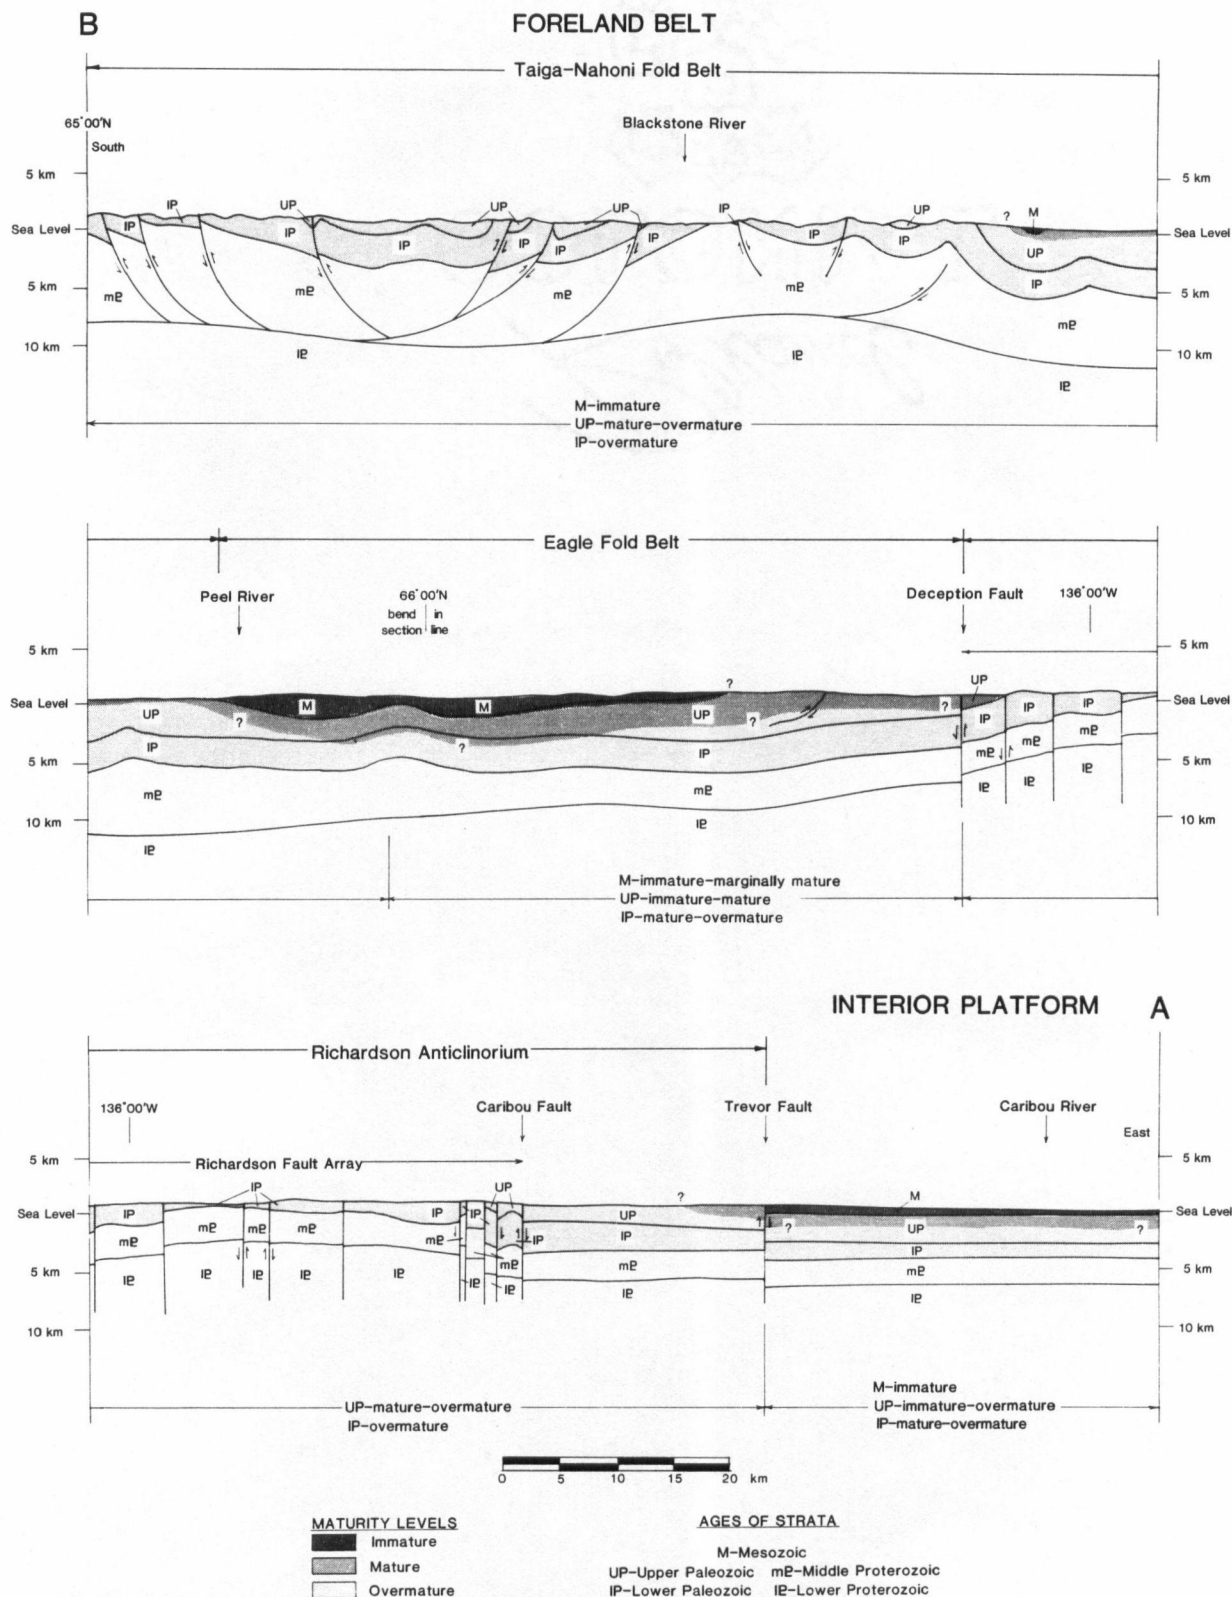 B
FORELAND BELT
Taiga-Nahoni Fold Belt
65°00'N
South
Blackstone River
5 km
5 km
IP
UP
UP
UP
IP
UP
?
M
Sea Level
IP
IP
IP
IP
IP
IP
IP
UP
Sea Level
IP
5 km
mP
mP
mP
mP
mP
5 km
10 km
lP
lP
lP
10 km
M-immature
UP-mature-overmature
IP-overmature
Eagle Fold Belt
Peel River
66°00'N
bend in
section line
Deception Fault
136°00'W
5 km
5 km
?
UP
Sea Level
UP
?
M
M
UP
?
?
IP
IP
IP
Sea Level
IP
?
IP
mP
mP
mP
5 km
5 km
mP
mP
lP
lP
lP
10 km
lP
lP
10 km
M-immature-marginally mature
UP-immature-mature
IP-mature-overmature
INTERIOR PLATFORM A
Richardson Anticlinorium
136°00'W
Caribou Fault
Trevor Fault
Caribou River
East
5 km
5 km
Richardson Fault Array
IP
UP
?
M
Sea Level
IP
IP
IP
UP
?
UP
?
Sea Level
mP
mP
mP
mP
mP
IP
IP
IP
mP
mP
mP
5 km
lP
lP
lP
lP
lP
lP
lP
lP
lP
5 km
10 km
10 km
M-immature
UP-mature-overmature
UP-immature-overmature
IP-overmature
IP-mature-overmature
0 5 10 15 20 km
MATURITY LEVELS
AGES OF STRATA
Immature
M-Mesozoic
Mature
UP-Upper Paleozoic mP-Middle Proterozoic
Overmature
IP-Lower Paleozoic lP-Lower Proterozoic